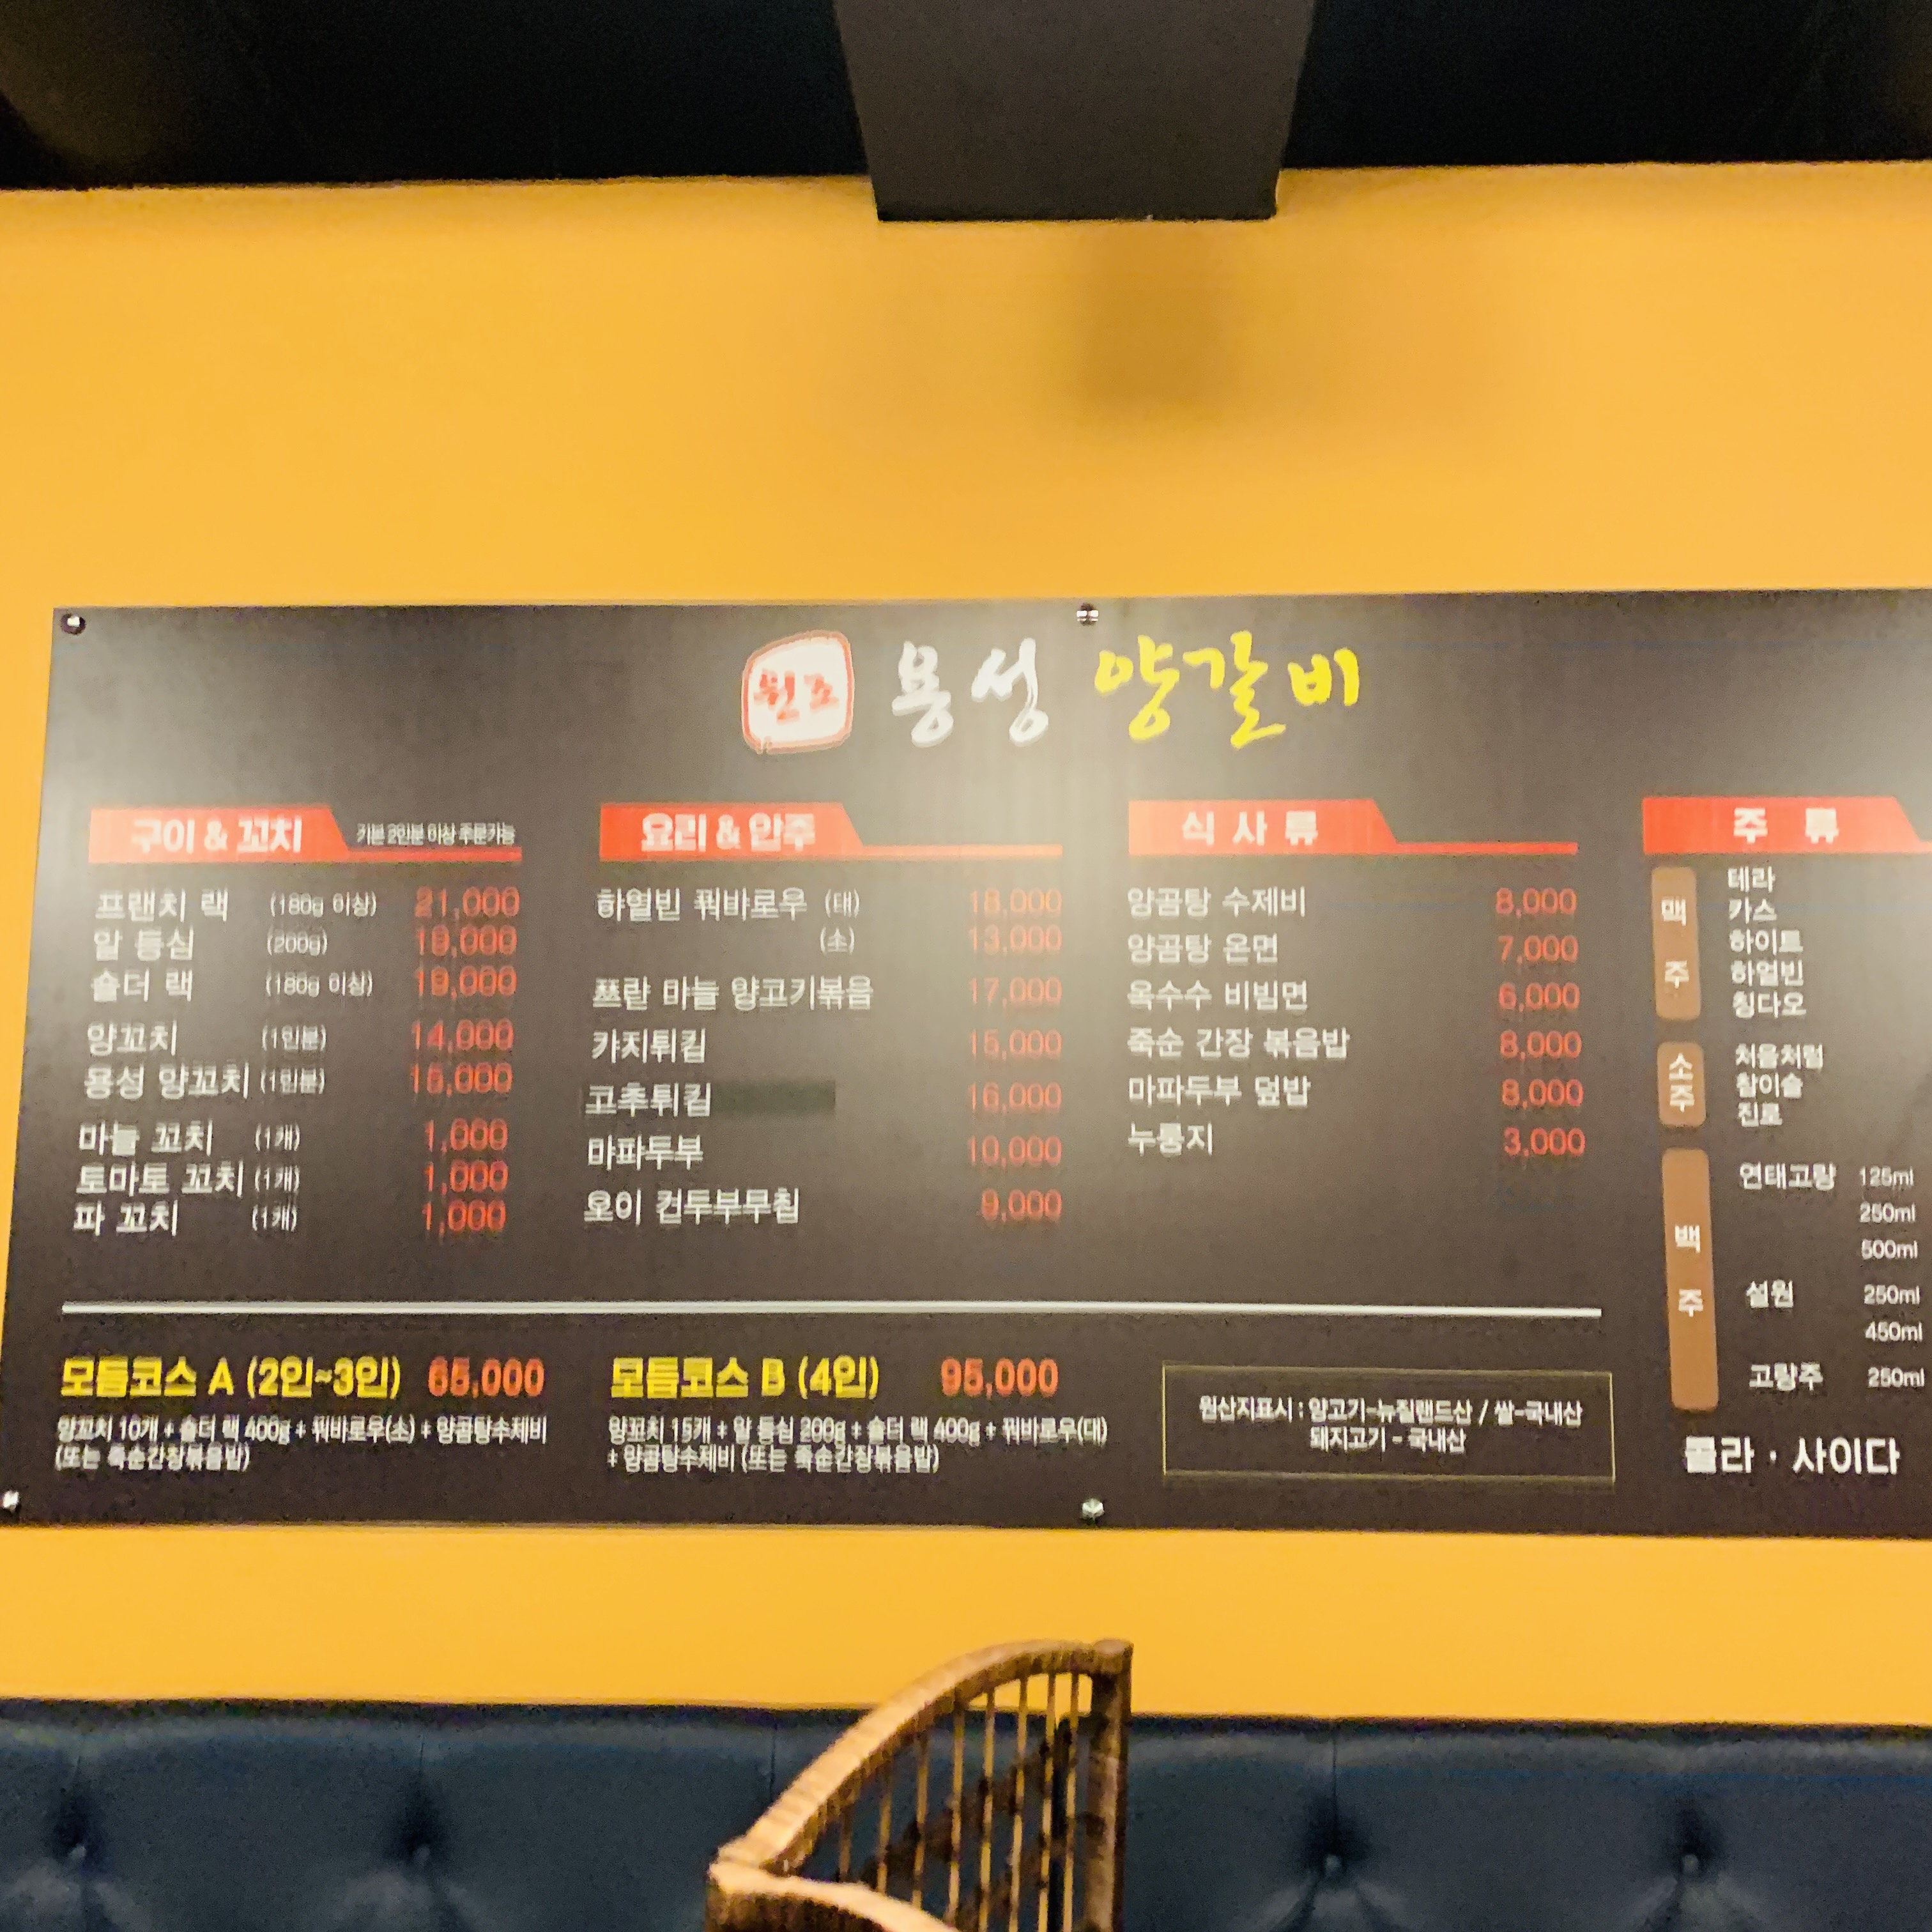 원조 용성 양갈비
구이 & 꼬치 기본 2인분 이상 주문가능
프랜치 랙 (180g 이상) 21,000
알 등심 (200g) 19,000
숄더 랙 (180g 이상) 19,000
양꼬치 (1인분) 14,000
용성 양꼬치 (1인분) 15,000
마늘 꼬치 (1개) 1,000
토마토 꼬치 (1개) 1,000
파 꼬치 (1개) 1,000
요리 & 안주
하얼빈 꿔바로우 (대) 18,000
(소) 13,000
쯔란 마늘 양고기볶음 17,000
가지튀김 15,000
고추튀김 16,000
마파두부 10,000
오이 건두부무침 9,000
식사류
양곰탕 수제비 8,000
양곰탕 온면 7,000
옥수수 비빔면 6,000
죽순 간장 볶음밥 8,000
마파두부 덮밥 8,000
누룽지 3,000
주류
맥주
테라
카스
하이트
하얼빈
칭다오
소주
처음처럼
참이슬
진로
백주
연태고량 125ml
250ml
500ml
설원 250ml
450ml
고량주 250ml
콜라 · 사이다
모듬코스 A (2인~3인) 65,000
양꼬치 10개 + 숄더 랙 400g + 꿔바로우(소) + 양곰탕수제비
(또는 죽순간장볶음밥)
모듬코스 B (4인) 95,000
양꼬치 15개 + 알 등심 200g + 숄더 랙 400g + 꿔바로우(대)
+ 양곰탕수제비 (또는 죽순간장볶음밥)
원산지표시 : 양고기-뉴질랜드산 / 쌀-국내산
돼지고기 - 국내산